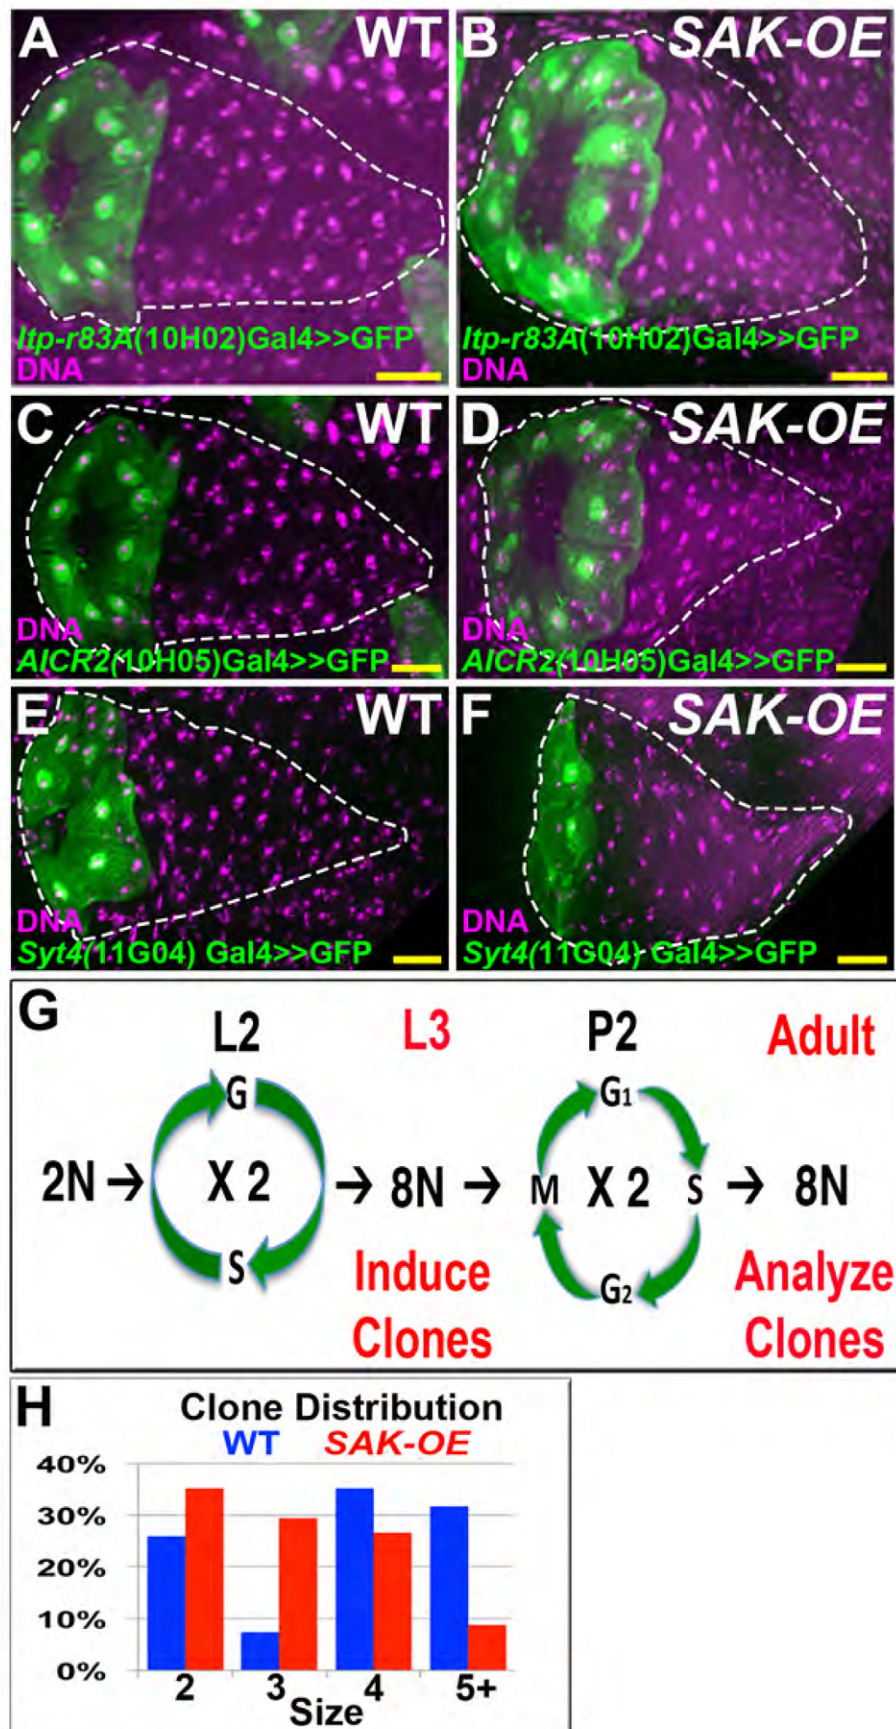 A WT
Itp-r83A(10H02)Gal4>>GFP
DNA
B SAK-OE
Itp-r83A(10H02)Gal4>>GFP
DNA
C WT
DNA
AICR2(10H05)Gal4>>GFP
D SAK-OE
DNA
AICR2(10H05)Gal4>>GFP
E WT
DNA
Syt4(11G04) Gal4>>GFP
F SAK-OE
DNA
Syt4(11G04) Gal4>>GFP
G
L2 L3 P2 Adult
G G1
2N → X 2 → 8N → M X 2 S → 8N
S G2
Induce Clones
Analyze Clones
H Clone Distribution
WT SAK-OE
40%
30%
20%
10%
0%
2 3 4 5+
Size